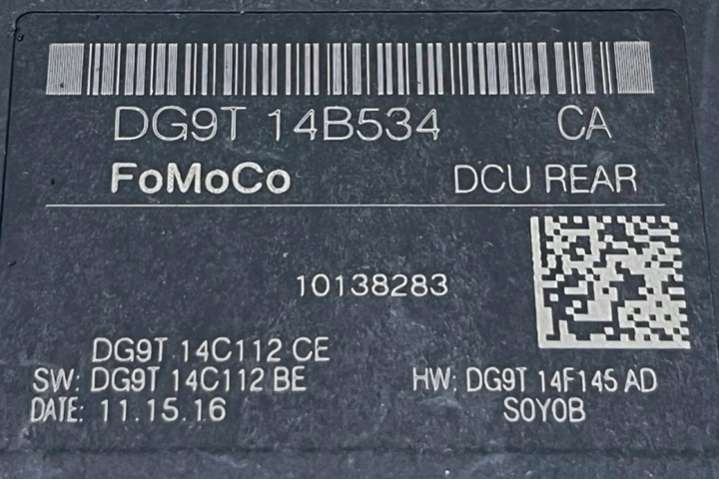 DG9T 14B534 CA
FoMoCo DCU REAR
10138283
DG9T 14C112 CE
SW: DG9T 14C112 BE HW: DG9T 14F145 AD
DATE: 11.15.16 S0Y0B